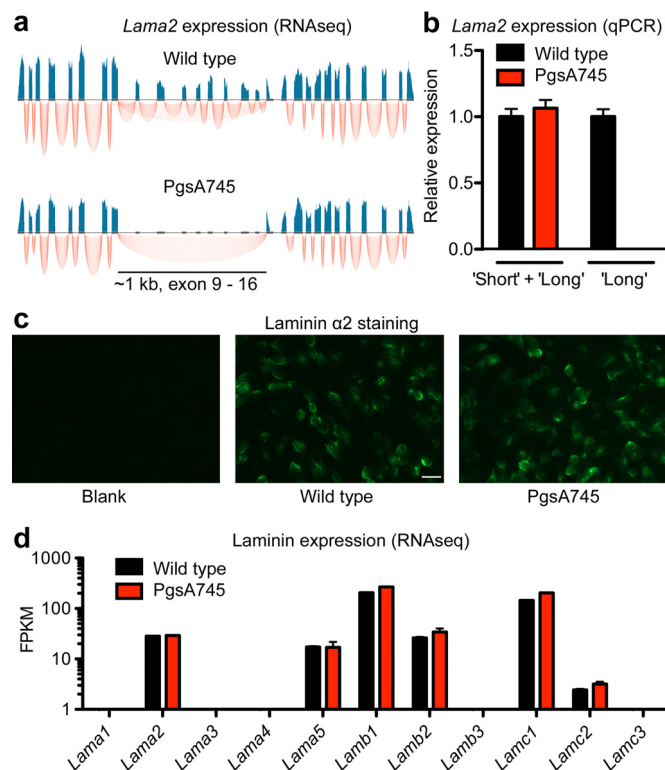 a
Lama2 expression (RNAseq)
Wild type
PgsA745
~1 kb, exon 9 - 16
b
Lama2 expression (qPCR)
Relative expression
1.5
1.0
0.5
0.0
Wild type
PgsA745
'Short' + 'Long'
'Long'
c
Laminin α2 staining
Blank
Wild type
PgsA745
d
Laminin expression (RNAseq)
FPKM
1000
100
10
1
Wild type
PgsA745
Lama1
Lama2
Lama3
Lama4
Lama5
Lamb1
Lamb2
Lamb3
Lamc1
Lamc2
Lamc3